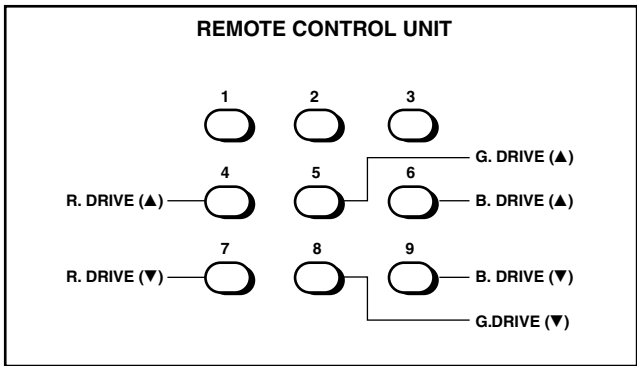 REMOTE CONTROL UNIT
1 2 3
G. DRIVE (▲)
4 5 6
R. DRIVE (▲) B. DRIVE (▲)
7 8 9
R. DRIVE (▼) B. DRIVE (▼)
G.DRIVE (▼)